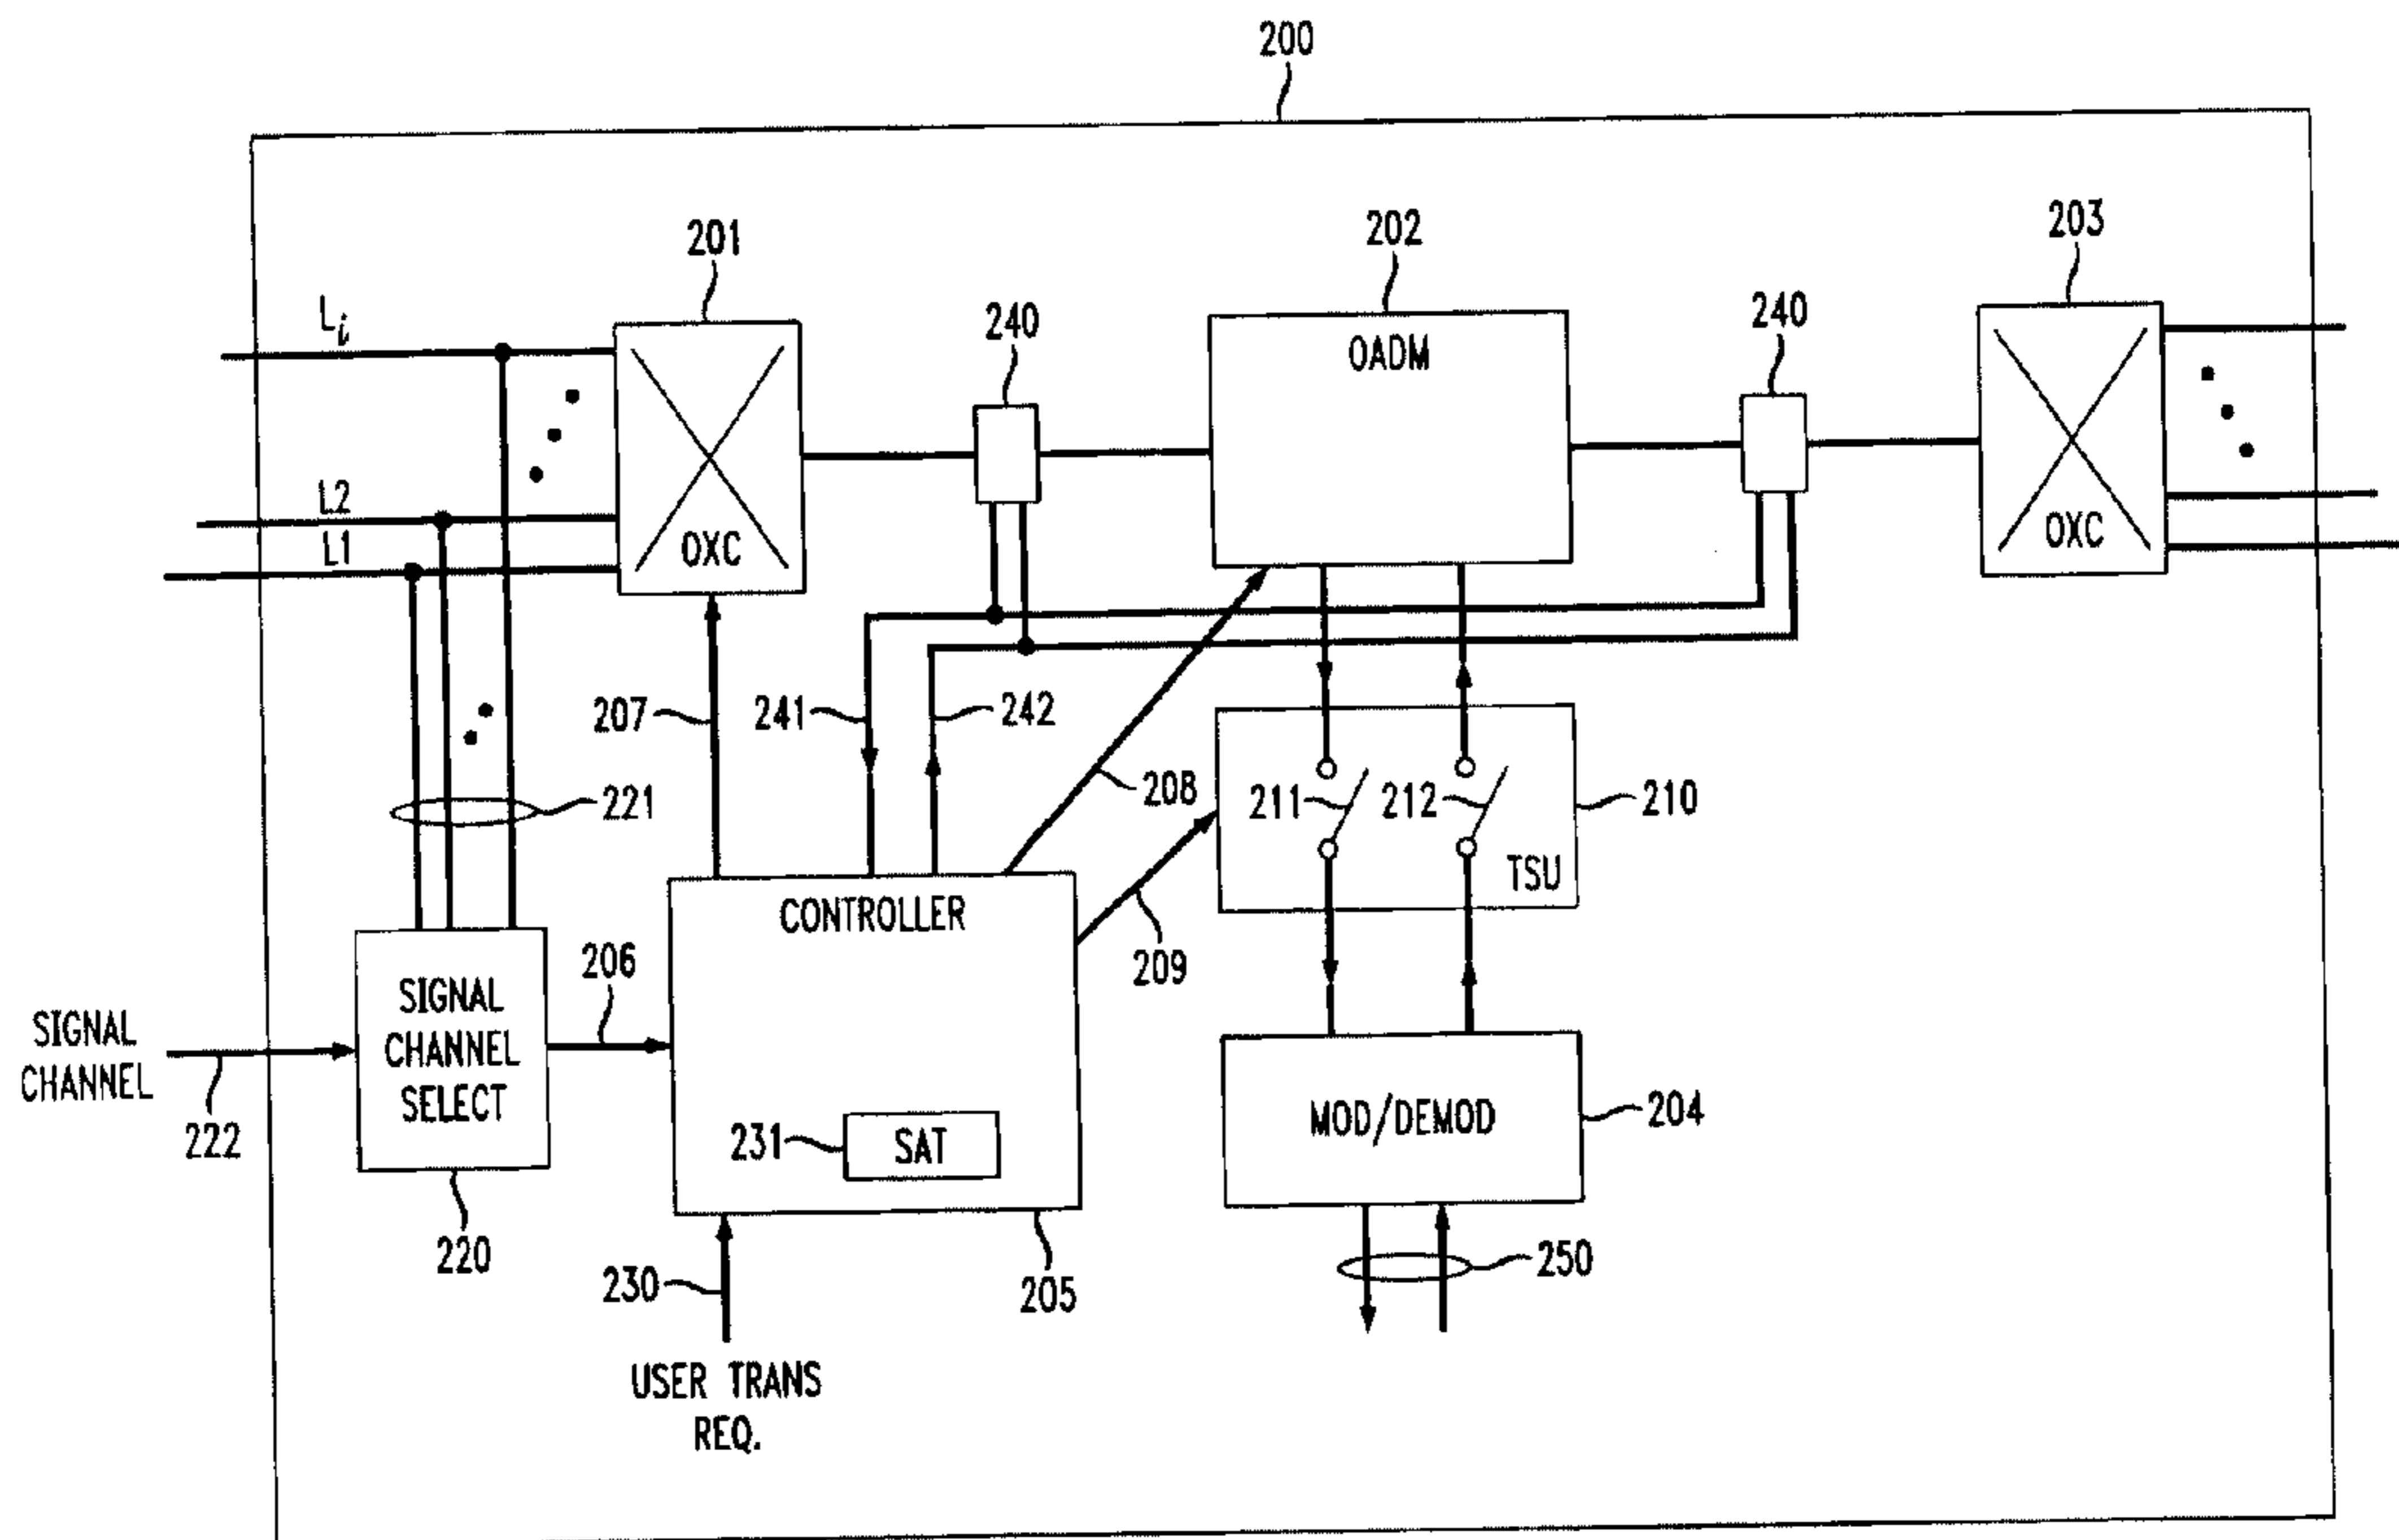 200
201
202
203
240
240
Li
L2
L1
OXC
OADM
OXC
207
241
242
208
221
211
212
210
TSU
CONTROLLER
209
206
SIGNAL
CHANNEL
SELECT
SIGNAL
CHANNEL
222
231
SAT
MOD/DEMOD
204
220
230
205
250
USER TRANS
REQ.